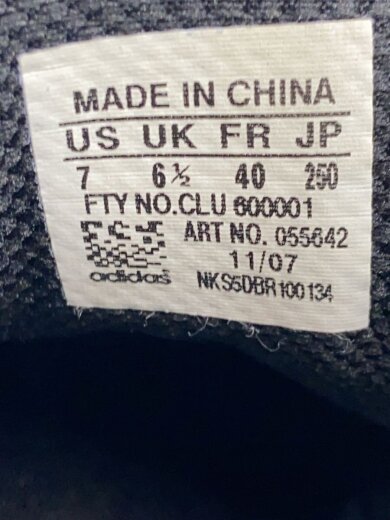 MADE IN CHINA
US UK FR JP
7 6½ 40 250
FTY NO.CLU 600001
ART NO. 055642
11/07
adidas NKS5DBR100134